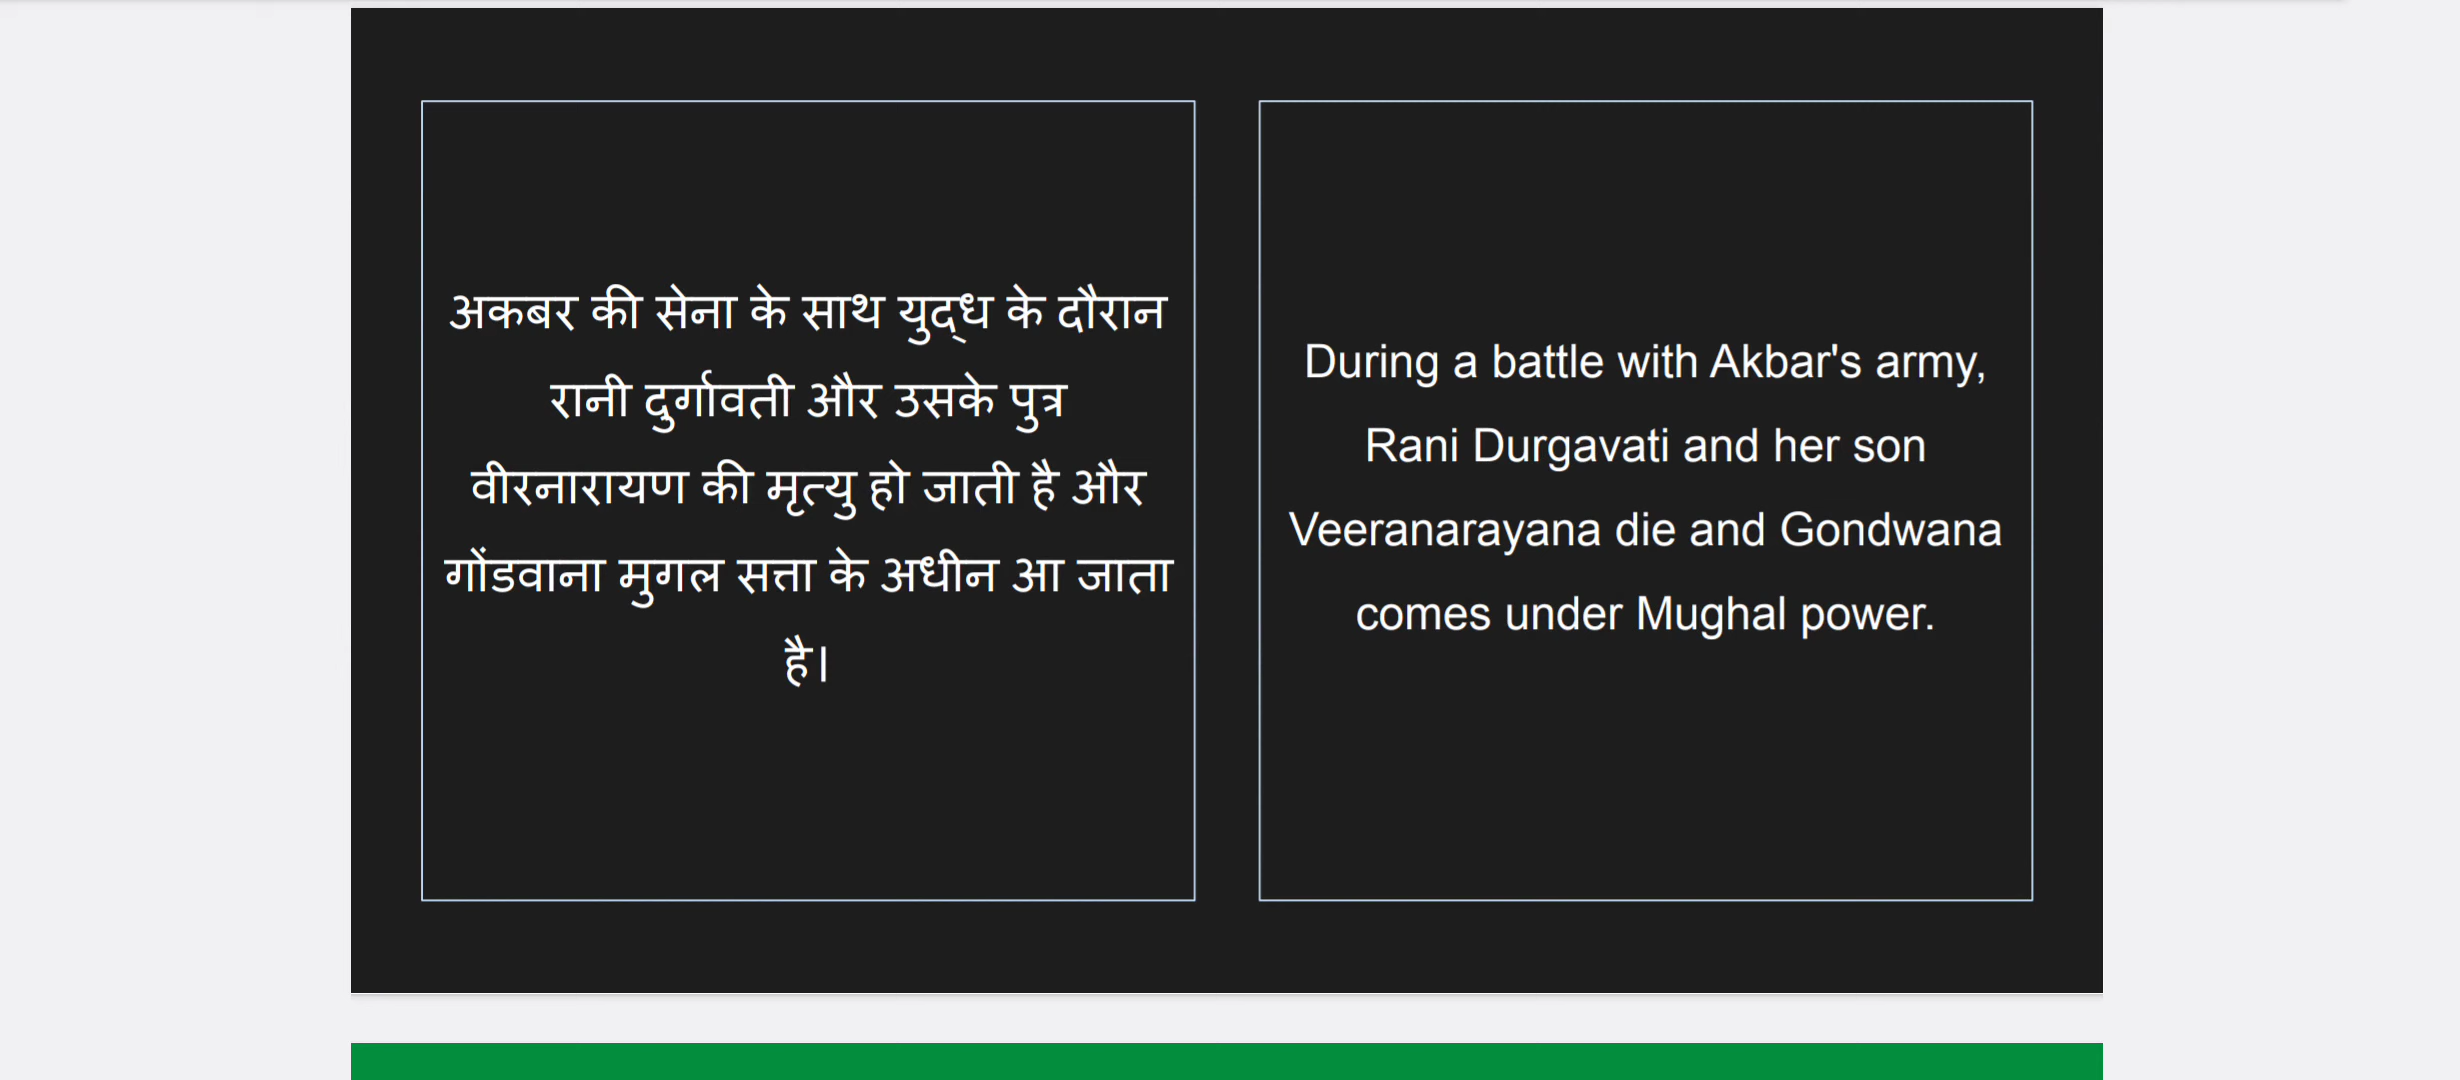 अकबर की सेना के साथ युद्ध के दौरान
रानी दुर्गावती और उसके पुत्र
वीरनारायण की मृत्यु हो जाती है और
गोंडवाना मुगल सत्ता के अधीन आ जाता
है।
During a battle with Akbar's army,
Rani Durgavati and her son
Veeranarayana die and Gondwana
comes under Mughal power.